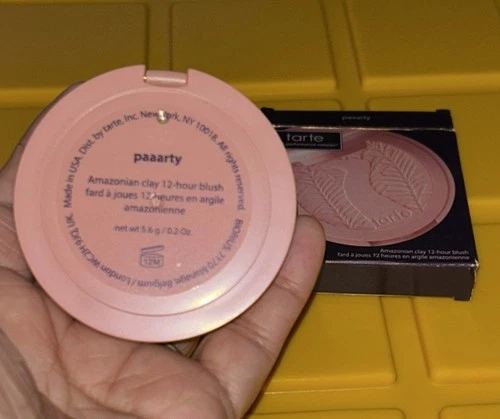 Made in USA. Dist. by tarte, inc. New York, NY 10018. All rights reserved.
paaarty
Amazonian clay 12-hour blush
fard à joues 12 heures en argile
amazonienne
net wt 5.6 g / 0.2 Oz.
12M
paaarty
tarte
tarte
Amazonian clay 12-hour blush
fard à joues 12 heures en argile amazonienne